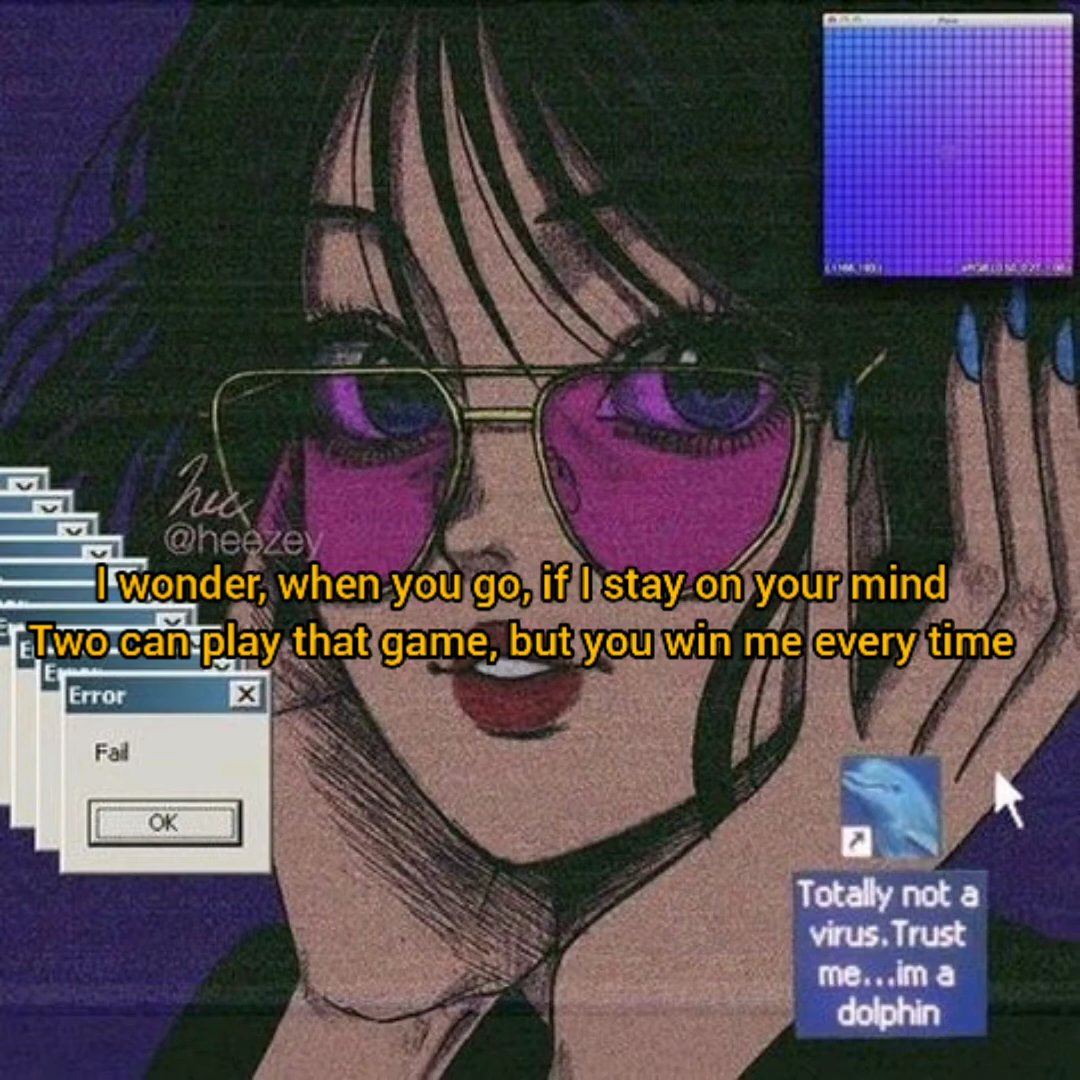 @heezey
I wonder, when you go, if I stay on your mind
Two can play that game, but you win me every time
Error
Fail
OK
Totally not a
virus.Trust
me...im a
dolphin